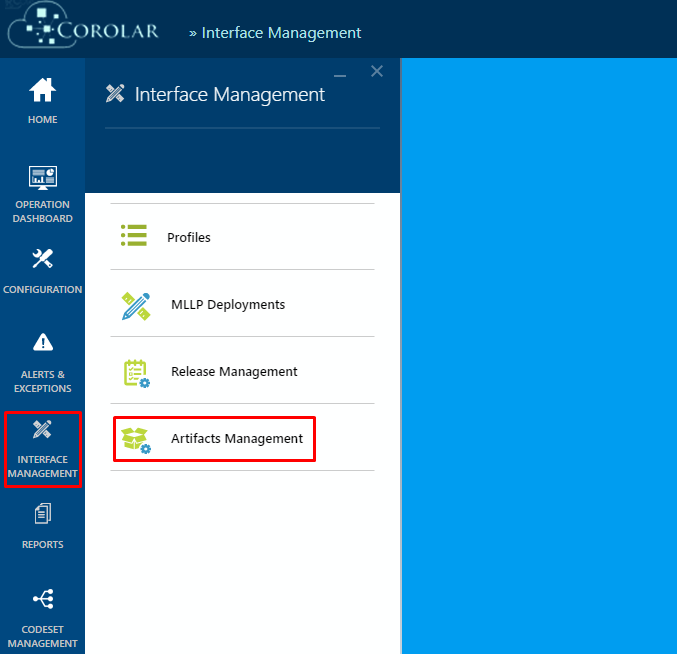 COROLAR
» Interface Management
Interface Management
HOME
OPERATION
DASHBOARD
CONFIGURATION
ALERTS &
EXCEPTIONS
INTERFACE
MANAGEMENT
REPORTS
CODESET
MANAGEMENT
Profiles
MLLP Deployments
Release Management
Artifacts Management